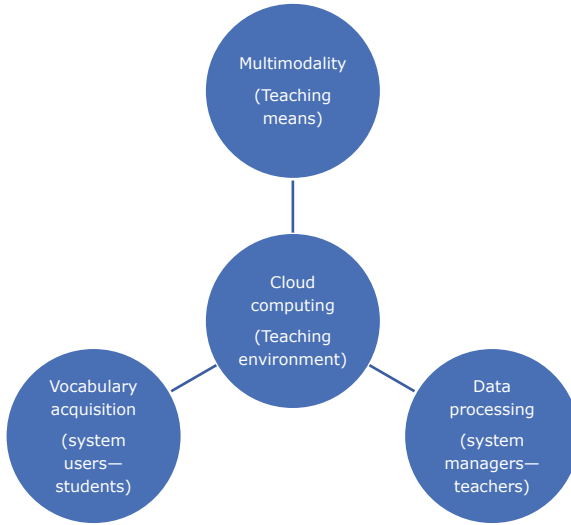 Multimodality
(Teaching
means)
Cloud
computing
(Teaching
environment)
Vocabulary
acquisition
(system
users—
students)
Data
processing
(system
managers—
teachers)